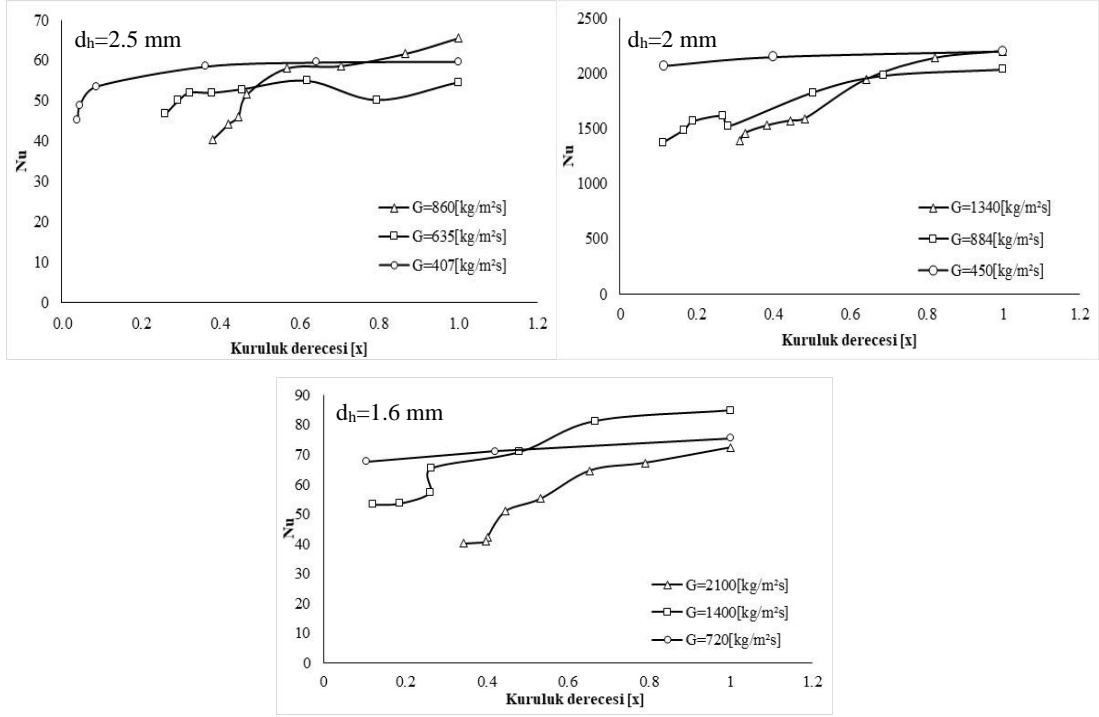 dₕ=2.5 mm
70
60
50
40
30
20
10
0
Nu
G=860[kg/m²s]
G=635[kg/m²s]
G=407[kg/m²s]
0.0 0.2 0.4 0.6 0.8 1.0 1.2
Kuruluk derecesi [x]
dₕ=2 mm
2500
2000
1500
1000
500
0
Nu
G=1340[kg/m²s]
G=884[kg/m²s]
G=450[kg/m²s]
0 0.2 0.4 0.6 0.8 1 1.2
Kuruluk derecesi [x]
dₕ=1.6 mm
90
80
70
60
50
40
30
20
10
0
Nu
G=2100[kg/m²s]
G=1400[kg/m²s]
G=720[kg/m²s]
0 0.2 0.4 0.6 0.8 1 1.2
Kuruluk derecesi [x]